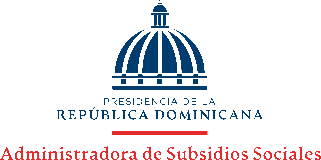 PRESIDENCIA DE LA
REPÚBLICA DOMINICANA
Administradora de Subsidios Sociales